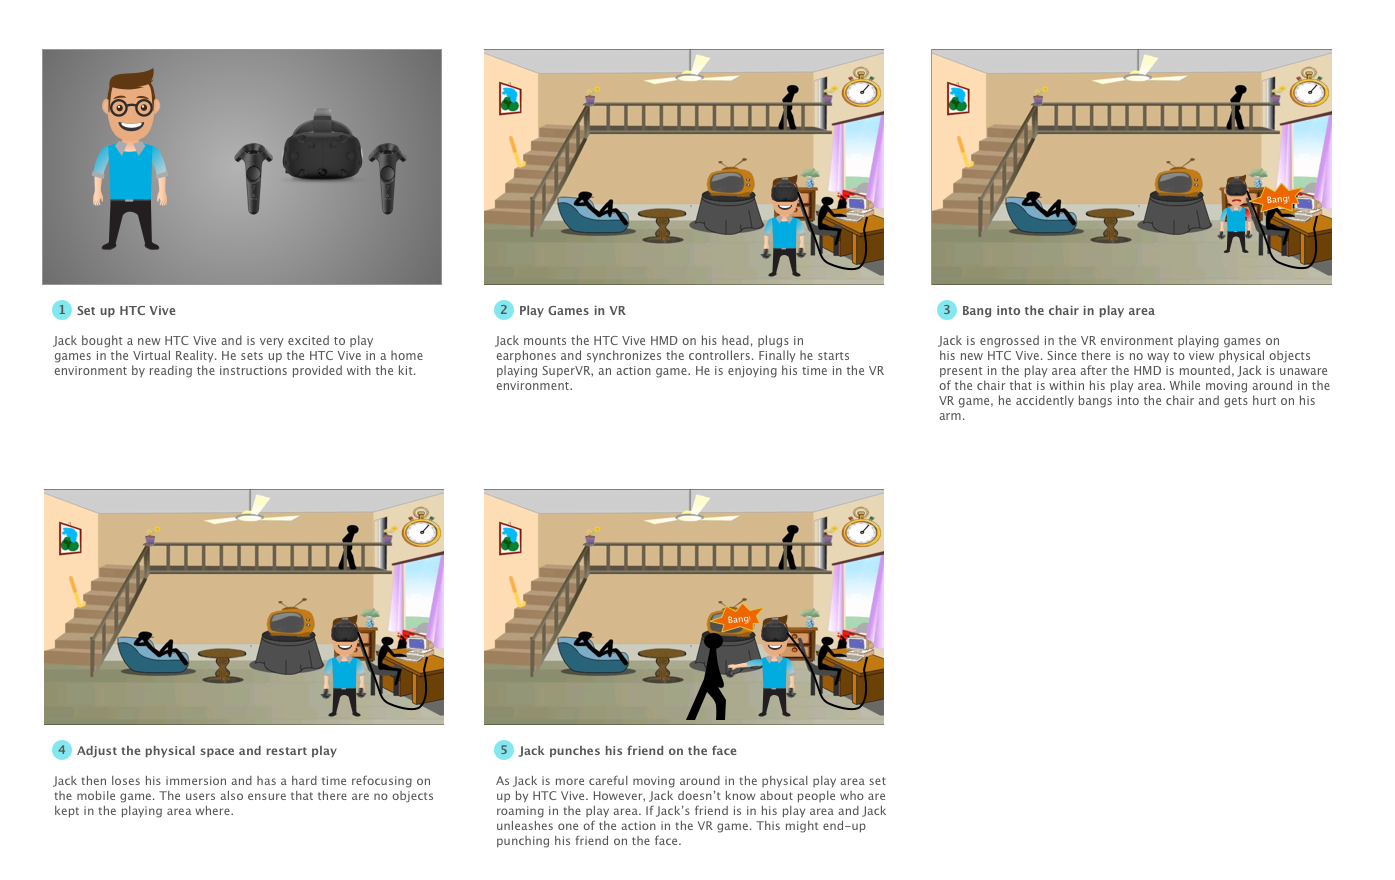 1 Set up HTC Vive
Jack bought a new HTC Vive and is very excited to play
games in the Virtual Reality. He sets up the HTC Vive in a home
environment by reading the instructions provided with the kit.
2 Play Games in VR
Jack mounts the HTC Vive HMD on his head, plugs in
earphones and synchronizes the controllers. Finally he starts
playing SuperVR, an action game. He is enjoying his time in the VR
environment.
Bang!
3 Bang into the chair in play area
Jack is engrossed in the VR environment playing games on
his new HTC Vive. Since there is no way to view physical objects
present in the play area after the HMD is mounted, Jack is unaware
of the chair that is within his play area. While moving around in the
VR game, he accidently bangs into the chair and gets hurt on his
arm.
4 Adjust the physical space and restart play
Jack then loses his immersion and has a hard time refocusing on
the mobile game. The users also ensure that there are no objects
kept in the playing area where.
Bang!
5 Jack punches his friend on the face
As Jack is more careful moving around in the physical play area set
up by HTC Vive. However, Jack doesn’t know about people who are
roaming in the play area. If Jack’s friend is in his play area and Jack
unleashes one of the action in the VR game. This might end–up
punching his friend on the face.